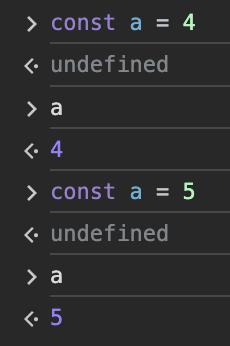 > const a = 4
<· undefined
> a
<· 4
> const a = 5
<· undefined
> a
<· 5